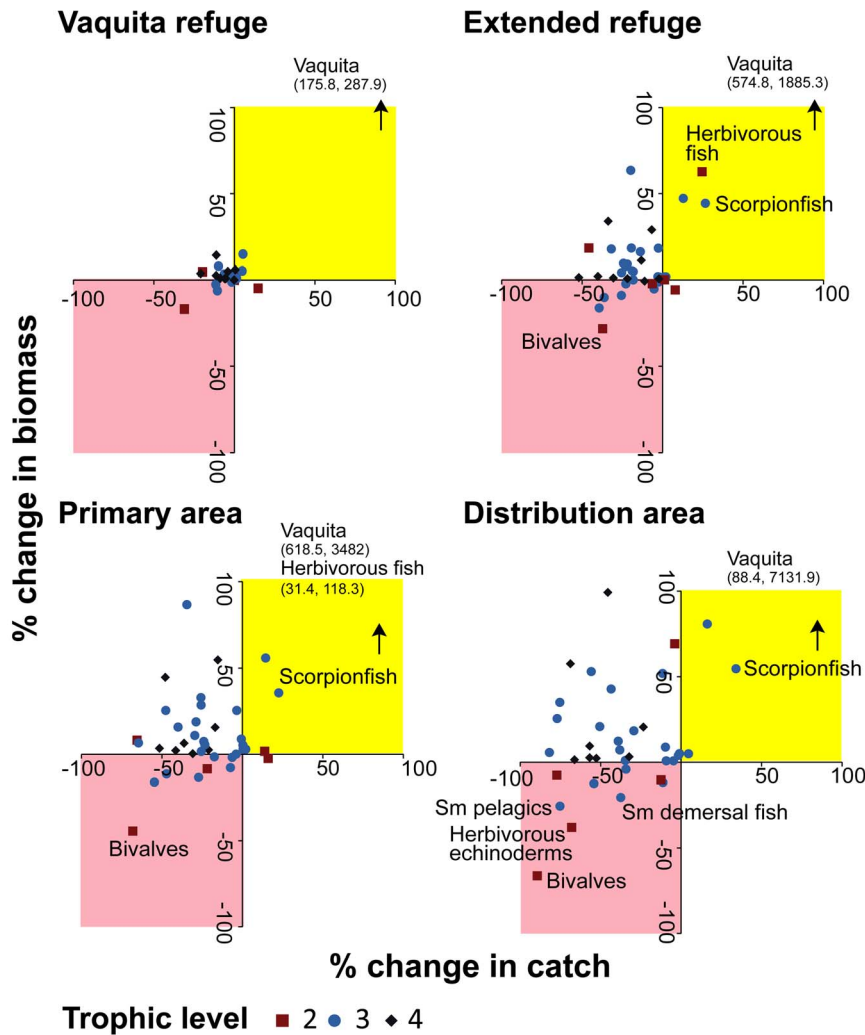 Vaquita refuge
Vaquita
(175.8, 287.9)
100
50
-100
-50
50
100
-50
-100
Extended refuge
Vaquita
(574.8, 1885.3)
100
Herbivorous
fish
50
Scorpionfish
-100
-50
50
100
Bivalves
-50
-100
% change in biomass
Primary area
Vaquita
(618.5, 3482)
Herbivorous fish
(31.4, 118.3)
100
50
Scorpionfish
-100
-50
50
100
Bivalves
-50
-100
Distribution area
Vaquita
(88.4, 7131.9)
100
50
Scorpionfish
-100
-50
50
100
Sm pelagics
Sm demersal fish
Herbivorous
echinoderms
-50
Bivalves
-100
% change in catch
Trophic level 2 3 4